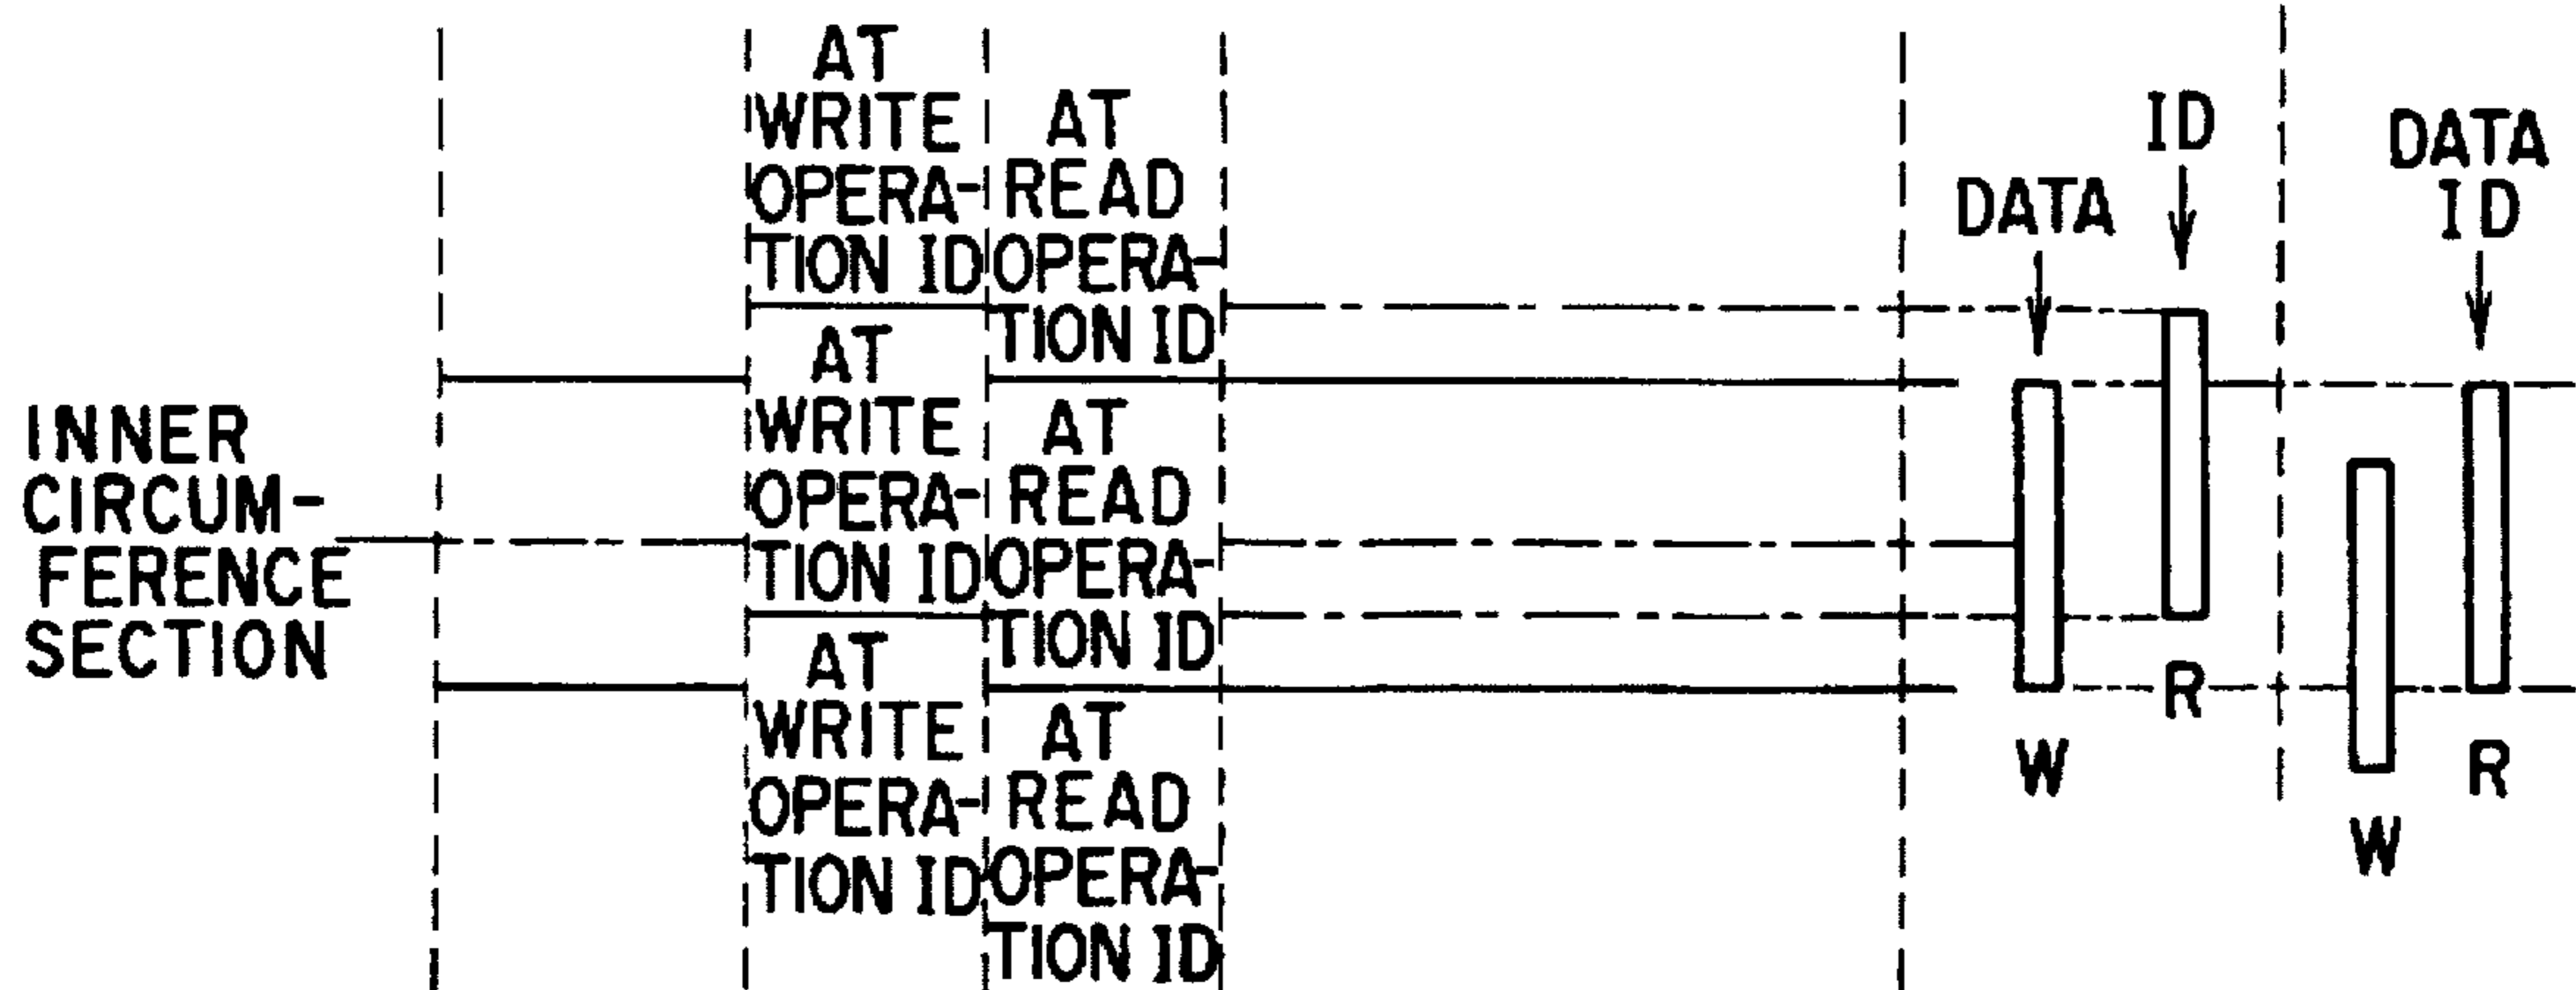 INNER
CIRCUM-
FERENCE
SECTION
AT
WRITE
OPERA-
TION ID
AT
WRITE
OPERA-
TION ID
AT
WRITE
OPERA-
TION ID
AT
READ
OPERA-
TION ID
AT
READ
OPERA-
TION ID
AT
READ
OPERA-
TION ID
DATA
W
ID
R
W
DATA
ID
R